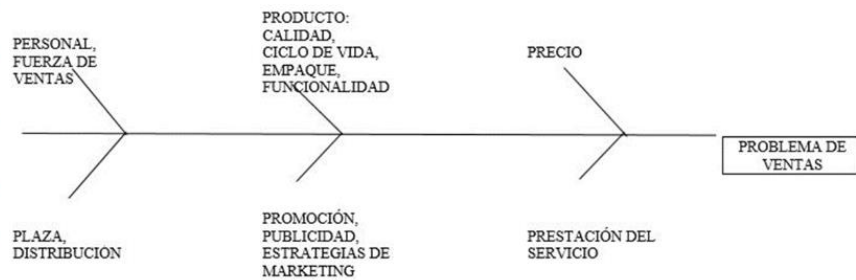 PERSONAL,
FUERZA DE
VENTAS
PRODUCTO:
CALIDAD,
CICLO DE VIDA,
EMPAQUE,
FUNCIONALIDAD
PRECIO
PROBLEMA DE
VENTAS
PLAZA,
DISTRIBUCIÓN
PROMOCIÓN,
PUBLICIDAD,
ESTRATEGIAS DE
MARKETING
PRESTACIÓN DEL
SERVICIO